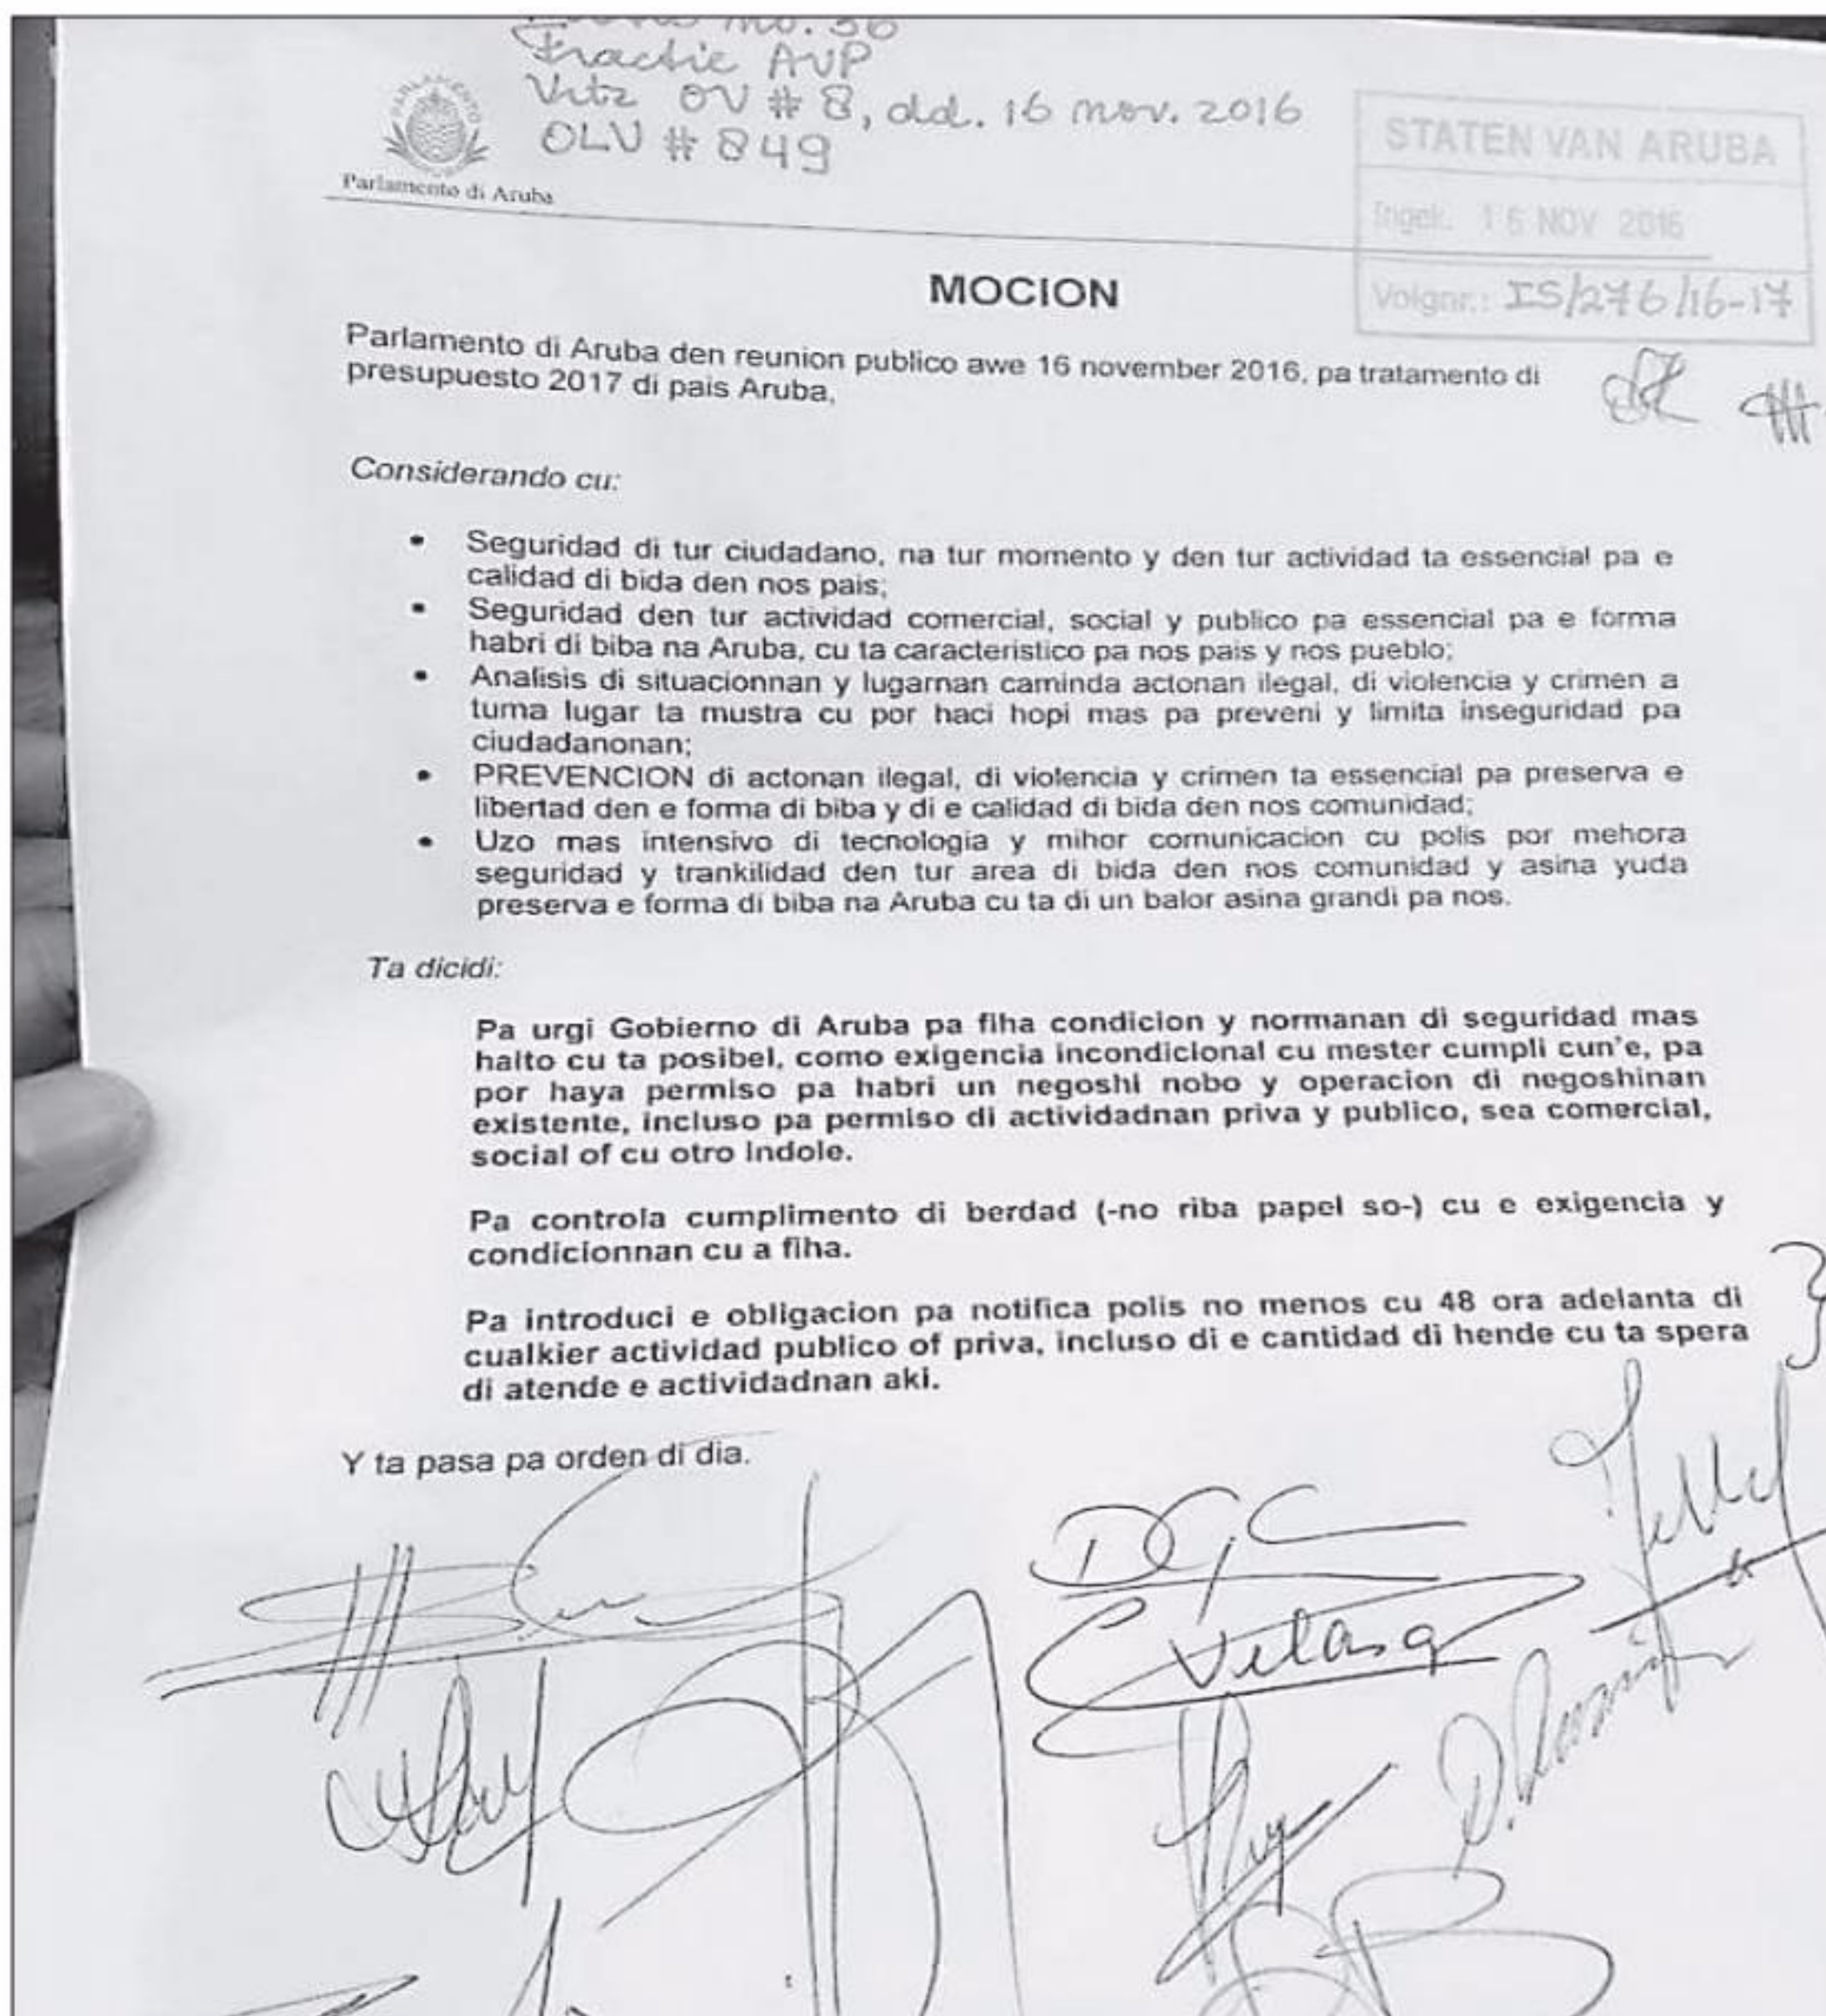 no. 36
Fractie AVP
OV # 8, dd. 16 nov. 2016
OLV # 849
Parlamento di Aruba
STATEN VAN ARUBA
Ingek. 16 NOV 2016
Volgnr.: IS/276/16-17
MOCION
Parlamento di Aruba den reunion publico awe 16 november 2016, pa tratamento di
presupuesto 2017 di pais Aruba,
Considerando cu:
• Seguridad di tur ciudadano, na tur momento y den tur actividad ta essencial pa e
calidad di bida den nos pais;
• Seguridad den tur actividad comercial, social y publico pa essencial pa e forma
habri di biba na Aruba, cu ta caracteristico pa nos pais y nos pueblo;
• Analisis di situacionnan y lugarnan caminda actonan ilegal, di violencia y crimen a
tuma lugar ta mustra cu por haci hopi mas pa preveni y limita inseguridad pa
ciudadanonan;
• PREVENCION di actonan ilegal, di violencia y crimen ta essencial pa preserva e
libertad den e forma di biba y di e calidad di bida den nos comunidad;
• Uzo mas intensivo di tecnologia y mihor comunicacion cu polis por mehora
seguridad y trankilidad den tur area di bida den nos comunidad y asina yuda
preserva e forma di biba na Aruba cu ta di un balor asina grandi pa nos.
Ta dicidi:
Pa urgi Gobierno di Aruba pa fiha condicion y normanan di seguridad mas
halto cu ta posibel, como exigencia incondicional cu mester cumpli cun'e, pa
por haya permiso pa habri un negoshi nobo y operacion di negoshinan
existente, incluso pa permiso di actividadnan priva y publico, sea comercial,
social of cu otro indole.
Pa controla cumplimento di berdad (-no riba papel so-) cu e exigencia y
condicionnan cu a fiha.
Pa introduci e obligacion pa notifica polis no menos cu 48 ora adelanta di
cualkier actividad publico of priva, incluso di e cantidad di hende cu ta spera
di atende e actividadnan aki.
Y ta pasa pa orden di dia.
DGC
C Velasq